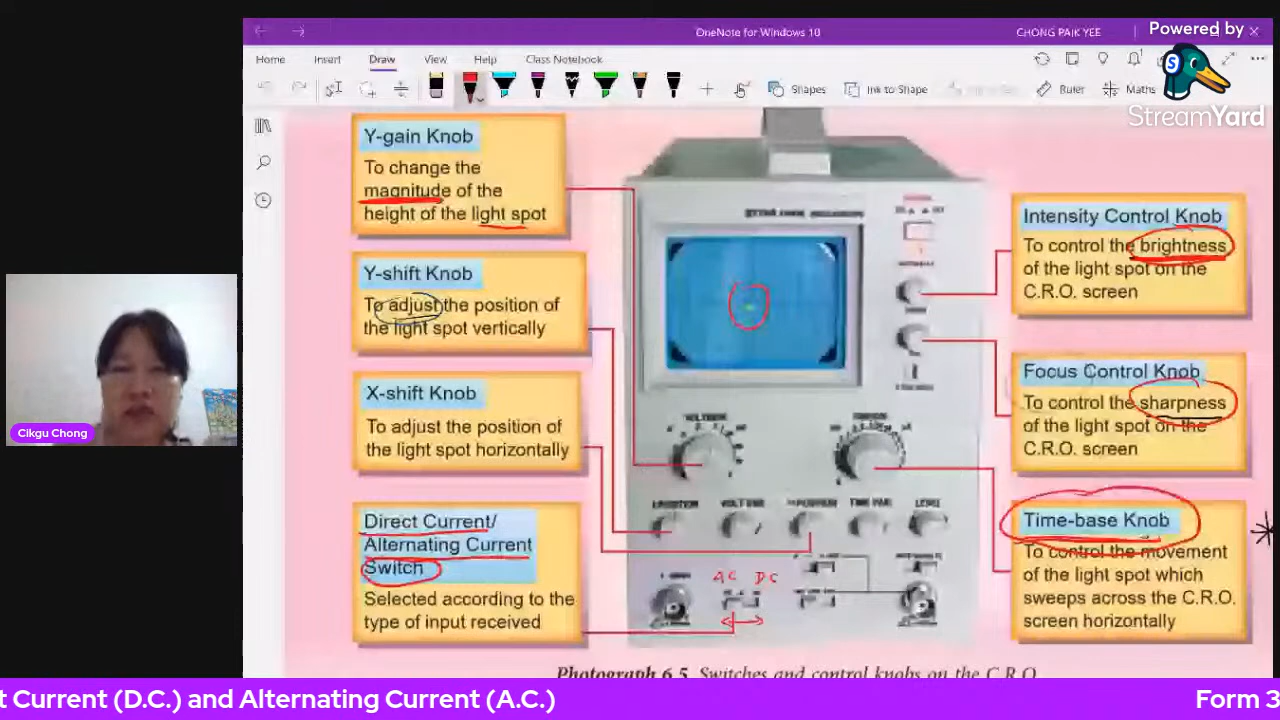 OneNote for Windows 10
CHONG PAIK YEE
Powered by
StreamYard
Home
Insert
Draw
View
Help
Class Notebook
Shapes
Ink to Shape
Ruler
Maths
Y-gain Knob
To change the
magnitude of the
height of the light spot
Y-shift Knob
To adjust the position of
the light spot vertically
X-shift Knob
To adjust the position of
the light spot horizontally
Direct Current/
Alternating Current
Switch
Selected according to the
type of input received
AC DC
Intensity Control Knob
To control the brightness
of the light spot on the
C.R.O. screen
Focus Control Knob
To control the sharpness
of the light spot on the
C.R.O. screen
Time-base Knob
To control the movement
of the light spot which
sweeps across the C.R.O.
screen horizontally
Photograph 6.5 Switches and control knobs on the C.R.O.
Cikgu Chong
t Current (D.C.) and Alternating Current (A.C.)
Form 3